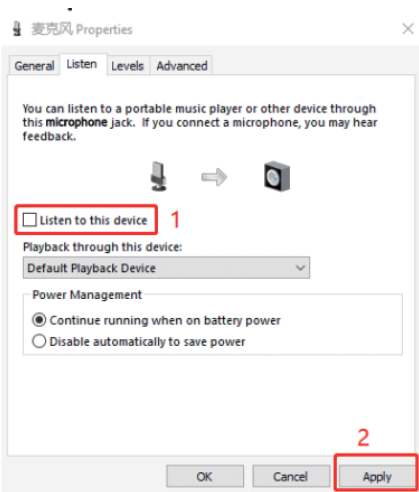 麦克风 Properties
General Listen Levels Advanced
You can listen to a portable music player or other device through
this microphone jack. If you connect a microphone, you may hear
feedback.
Listen to this device 1
Playback through this device:
Default Playback Device
Power Management
Continue running when on battery power
Disable automatically to save power
2
OK Cancel Apply